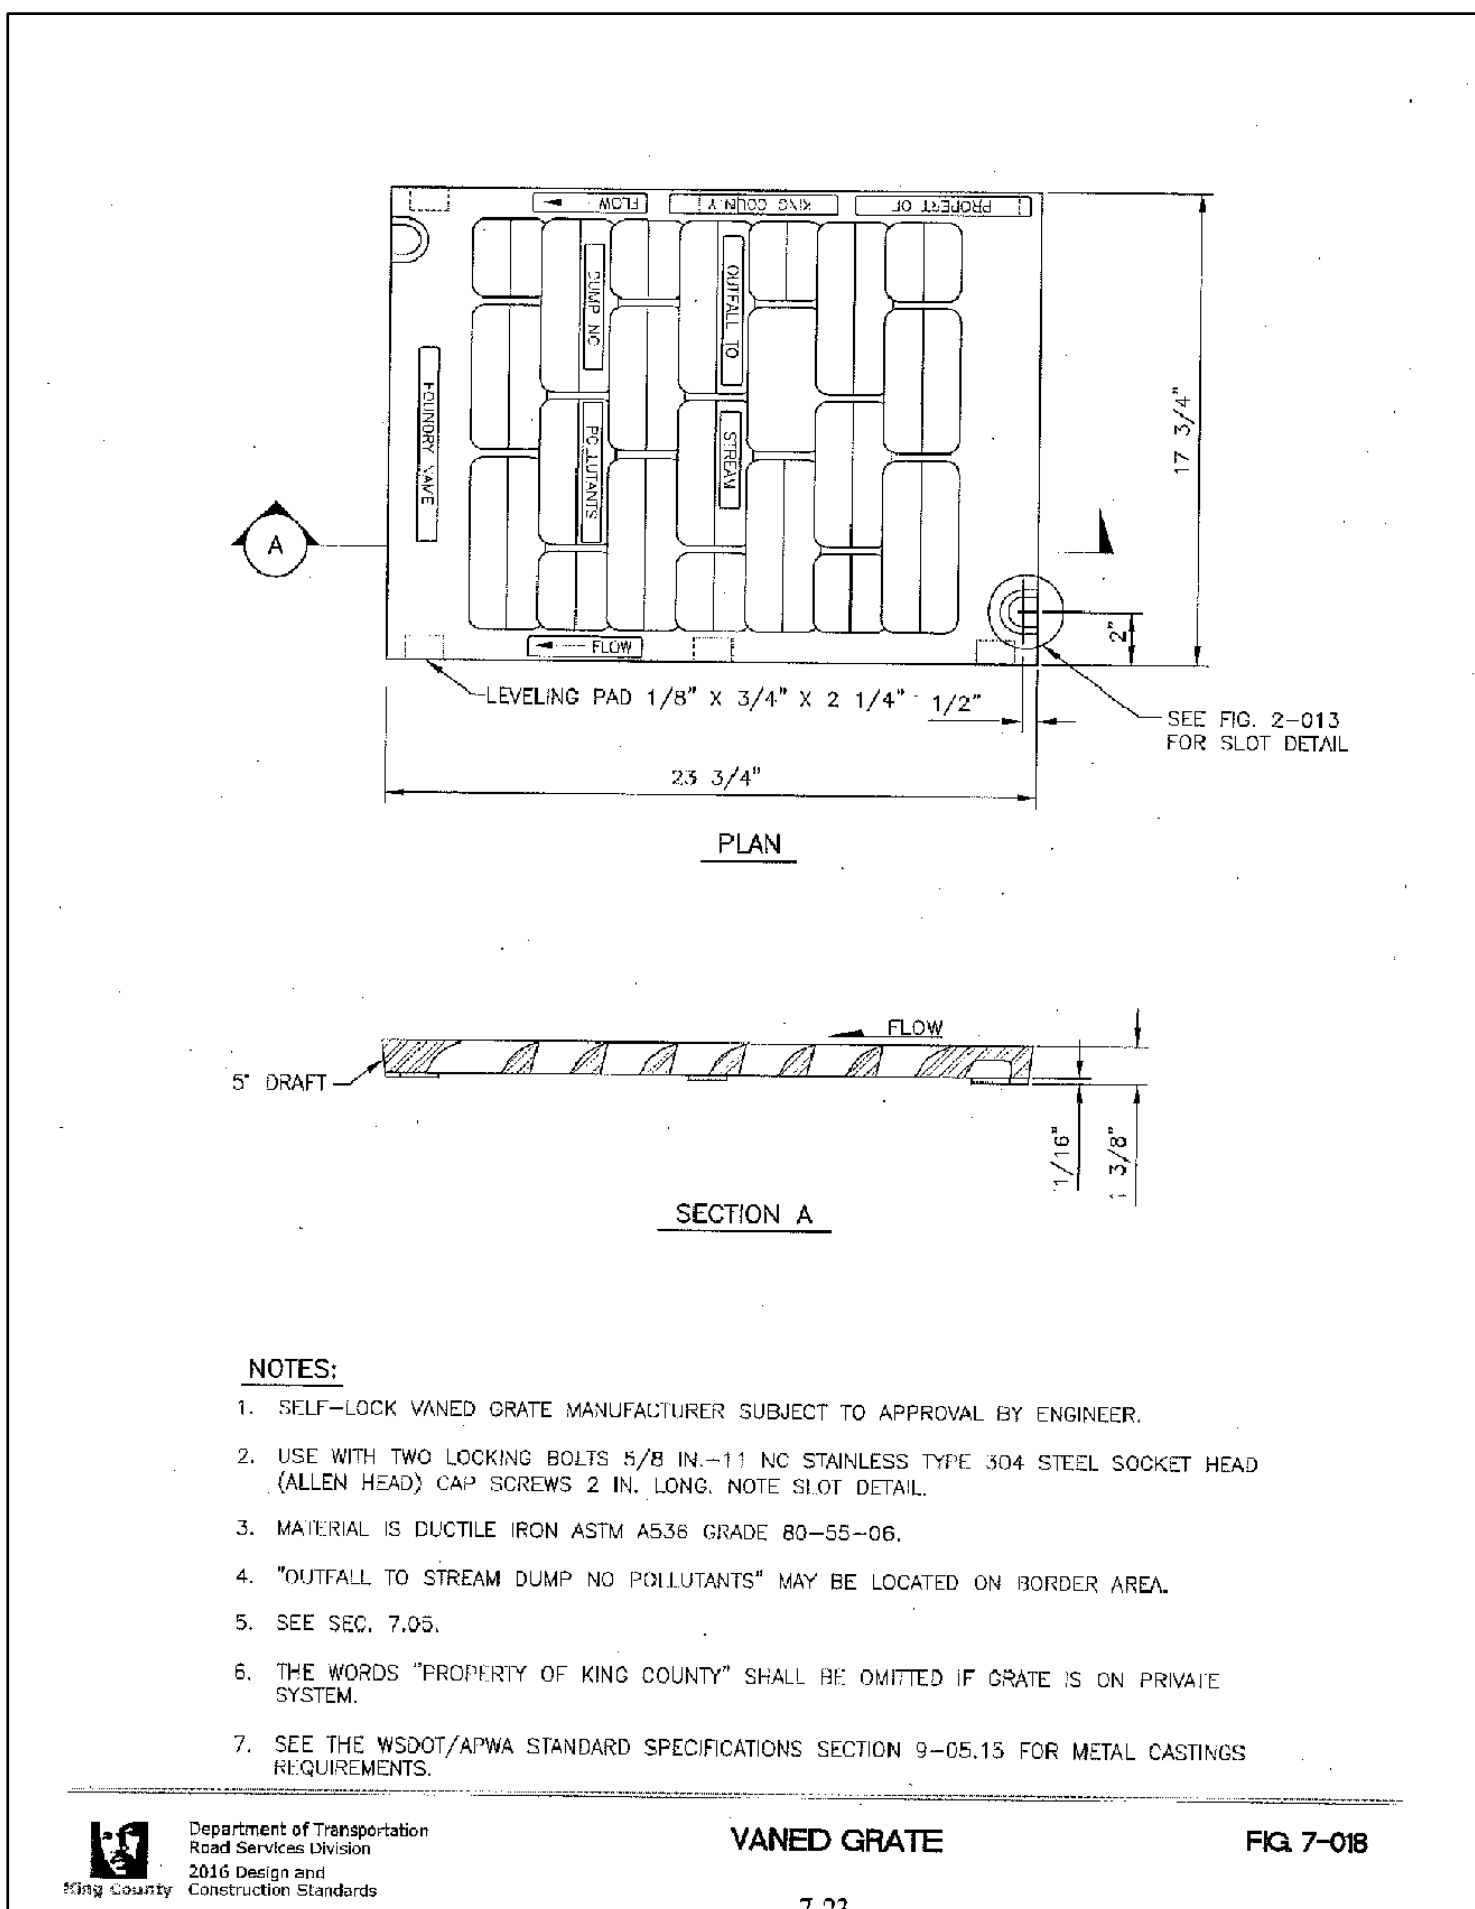 PROPERT OF
KING COUNTY
FLOW
DUMP NO
OUTFALL TO
FOUNDRY NAME
POLLUTANTS
STREAM
17 3/4"
A
FLOW
2"
LEVELING PAD 1/8" X 3/4" X 2 1/4"
1/2"
SEE FIG. 2-013
FOR SLOT DETAIL
23 3/4"
PLAN
FLOW
5° DRAFT
1/16"
1 3/8"
SECTION A
NOTES:
1. SELF-LOCK VANED GRATE MANUFACTURER SUBJECT TO APPROVAL BY ENGINEER.
2. USE WITH TWO LOCKING BOLTS 5/8 IN.-11 NC STAINLESS TYPE 304 STEEL SOCKET HEAD
(ALLEN HEAD) CAP SCREWS 2 IN. LONG. NOTE SLOT DETAIL.
3. MATERIAL IS DUCTILE IRON ASTM A536 GRADE 80-55-06.
4. "OUTFALL TO STREAM DUMP NO POLLUTANTS" MAY BE LOCATED ON BORDER AREA.
5. SEE SEC. 7.05.
6. THE WORDS "PROPERTY OF KING COUNTY" SHALL BE OMITTED IF GRATE IS ON PRIVATE
SYSTEM.
7. SEE THE WSDOT/APWA STANDARD SPECIFICATIONS SECTION 9-05.15 FOR METAL CASTINGS
REQUIREMENTS.
King County
Department of Transportation
Road Services Division
2016 Design and
Construction Standards
VANED GRATE
FIG. 7-018
7-23